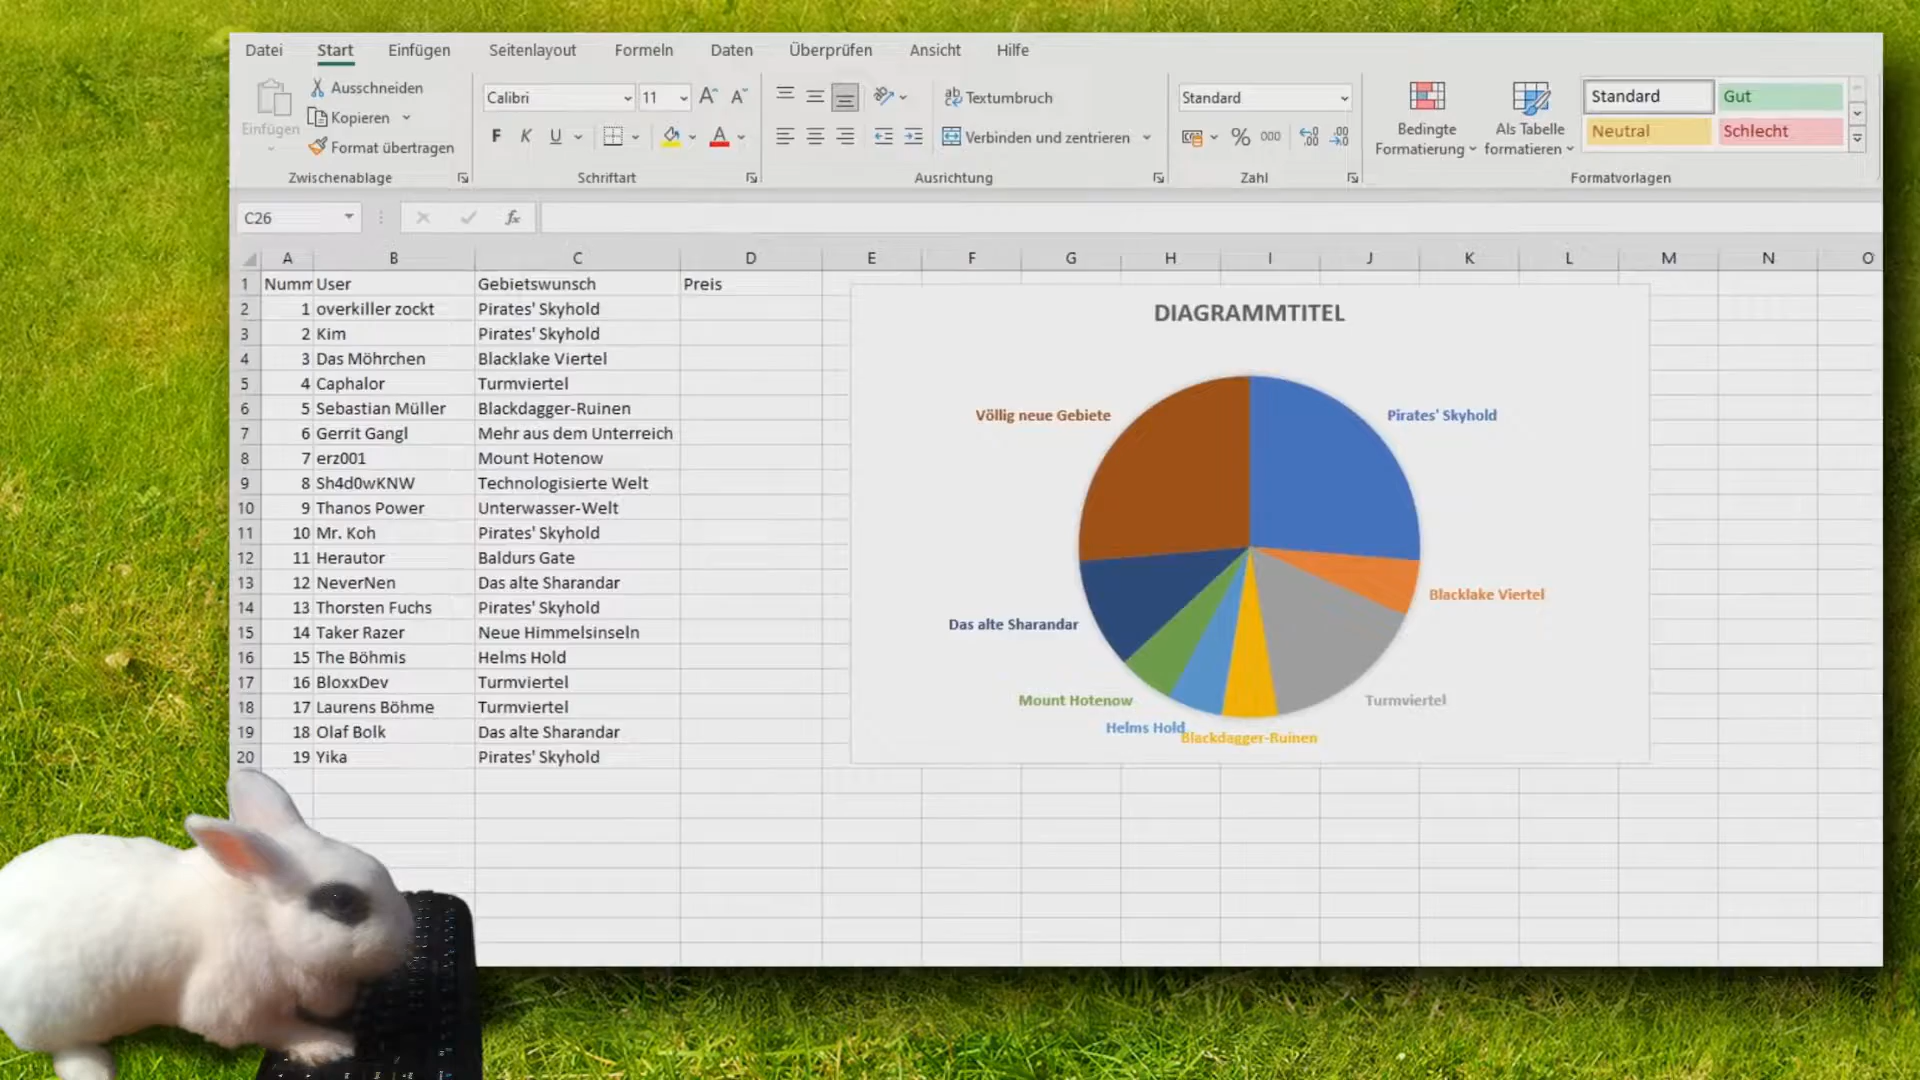 Datei Start Einfügen Seitenlayout Formeln Daten Überprüfen Ansicht Hilfe
Einfügen
Ausschneiden
Kopieren
Format übertragen
Zwischenablage
Calibri 11
F K U
Schriftart
Textumbruch
Verbinden und zentrieren
Ausrichtung
Standard
% 000
Zahl
Bedingte
Formatierung
Als Tabelle
formatieren
Standard Gut
Neutral Schlecht
Formatvorlagen
C26 fx
A B C D E F G H I J K L M N O
1 Numm User Gebietswunsch Preis
2 1 overkiller zockt Pirates' Skyhold
3 2 Kim Pirates' Skyhold
4 3 Das Möhrchen Blacklake Viertel
5 4 Caphalor Turmviertel
6 5 Sebastian Müller Blackdagger-Ruinen
7 6 Gerrit Gangl Mehr aus dem Unterreich
8 7 erz001 Mount Hotenow
9 8 Sh4d0wKNW Technologisierte Welt
10 9 Thanos Power Unterwasser-Welt
11 10 Mr. Koh Pirates' Skyhold
12 11 Herautor Baldurs Gate
13 12 NeverNen Das alte Sharandar
14 13 Thorsten Fuchs Pirates' Skyhold
15 14 Taker Razer Neue Himmelsinseln
16 15 The Böhmis Helms Hold
17 16 BloxxDev Turmviertel
18 17 Laurens Böhme Turmviertel
19 18 Olaf Bolk Das alte Sharandar
20 19 Yika Pirates' Skyhold
DIAGRAMMTITEL
Völlig neue Gebiete
Pirates' Skyhold
Blacklake Viertel
Das alte Sharandar
Mount Hotenow
Turmviertel
Helms Hold
Blackdagger-Ruinen